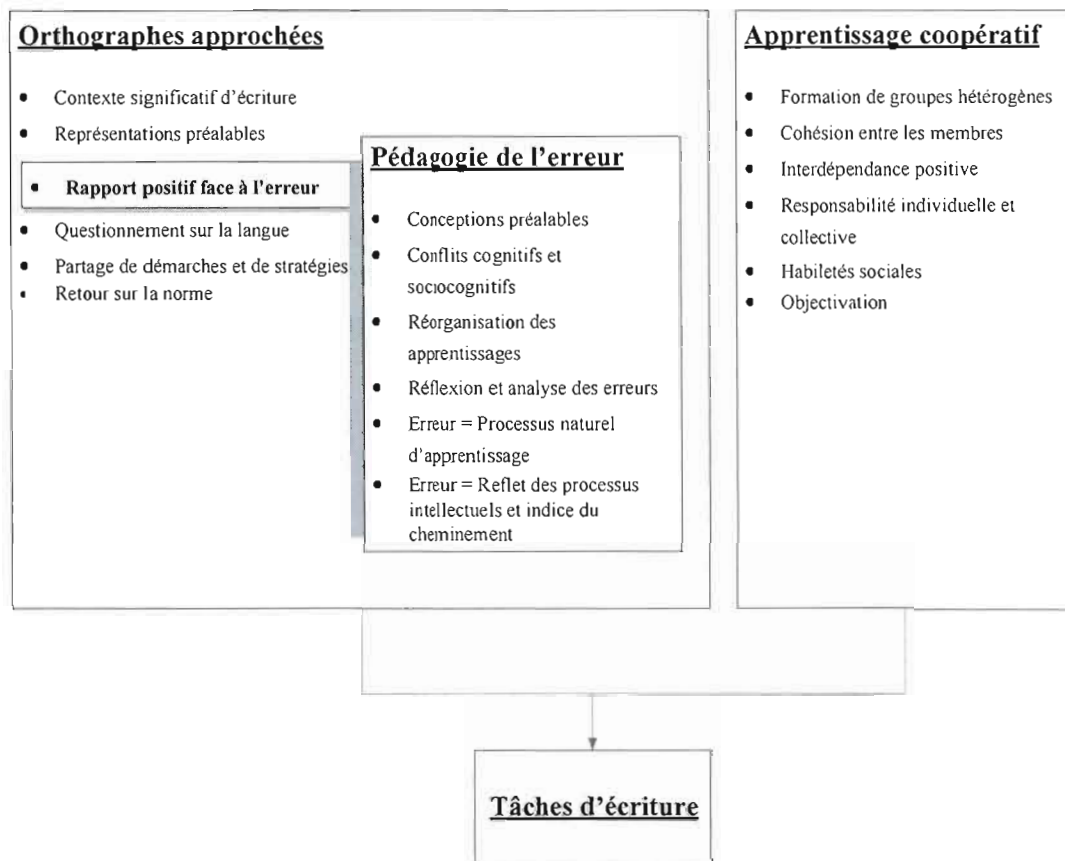 Orthographes approchées
• Contexte significatif d'écriture
• Représentations préalables
• Rapport positif face à l'erreur
• Questionnement sur la langue
• Partage de démarches et de stratégies
• Retour sur la norme
Pédagogie de l'erreur
• Conceptions préalables
• Conflits cognitifs et
sociocognitifs
• Réorganisation des
apprentissages
• Réflexion et analyse des erreurs
• Erreur = Processus naturel
d'apprentissage
• Erreur = Reflet des processus
intellectuels et indice du
cheminement
Apprentissage coopératif
• Formation de groupes hétérogènes
• Cohésion entre les membres
• Interdépendance positive
• Responsabilité individuelle et
collective
• Habiletés sociales
• Objectivation
Tâches d'écriture